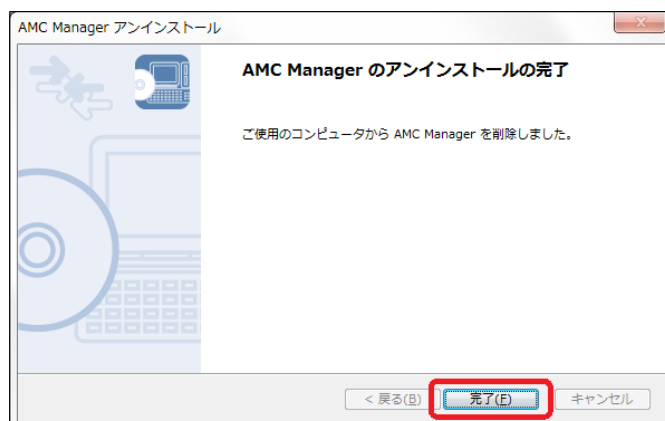 AMC Manager アンインストール
AMC Manager のアンインストールの完了
ご使用のコンピュータから AMC Manager を削除しました。
< 戻る(B)
完了(F)
キャンセル